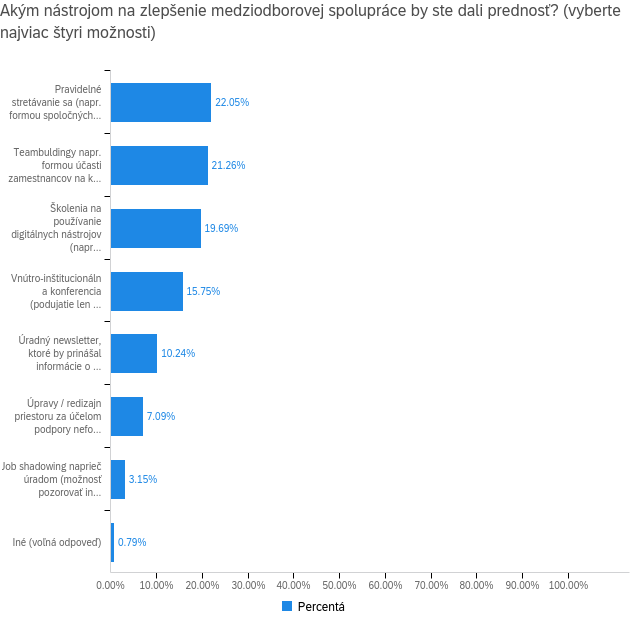 Akým nástrojom na zlepšenie medziodborovej spolupráce by ste dali prednosť? (vyberte
najviac štyri možnosti)
Pravidelné
stretávanie sa (napr.
formou spoločných...
22.05%
Teambuldingy napr.
formou účasti
zamestnancov na k...
21.26%
Školenia na
používanie
digitálnych nástrojov
(napr...
19.69%
Vnútro-inštitucionáln
a konferencia
(podujatie len ...
15.75%
Úradný newsletter,
ktoré by prinášal
informácie o ...
10.24%
Úpravy / redizajn
priestoru za účelom
podpory nefo...
7.09%
Job shadowing naprieč
úradom (možnosť
pozorovať in...
3.15%
Iné (voľná odpoveď)
0.79%
0.00% 10.00% 20.00% 30.00% 40.00% 50.00% 60.00% 70.00% 80.00% 90.00% 100.00%
Percentá